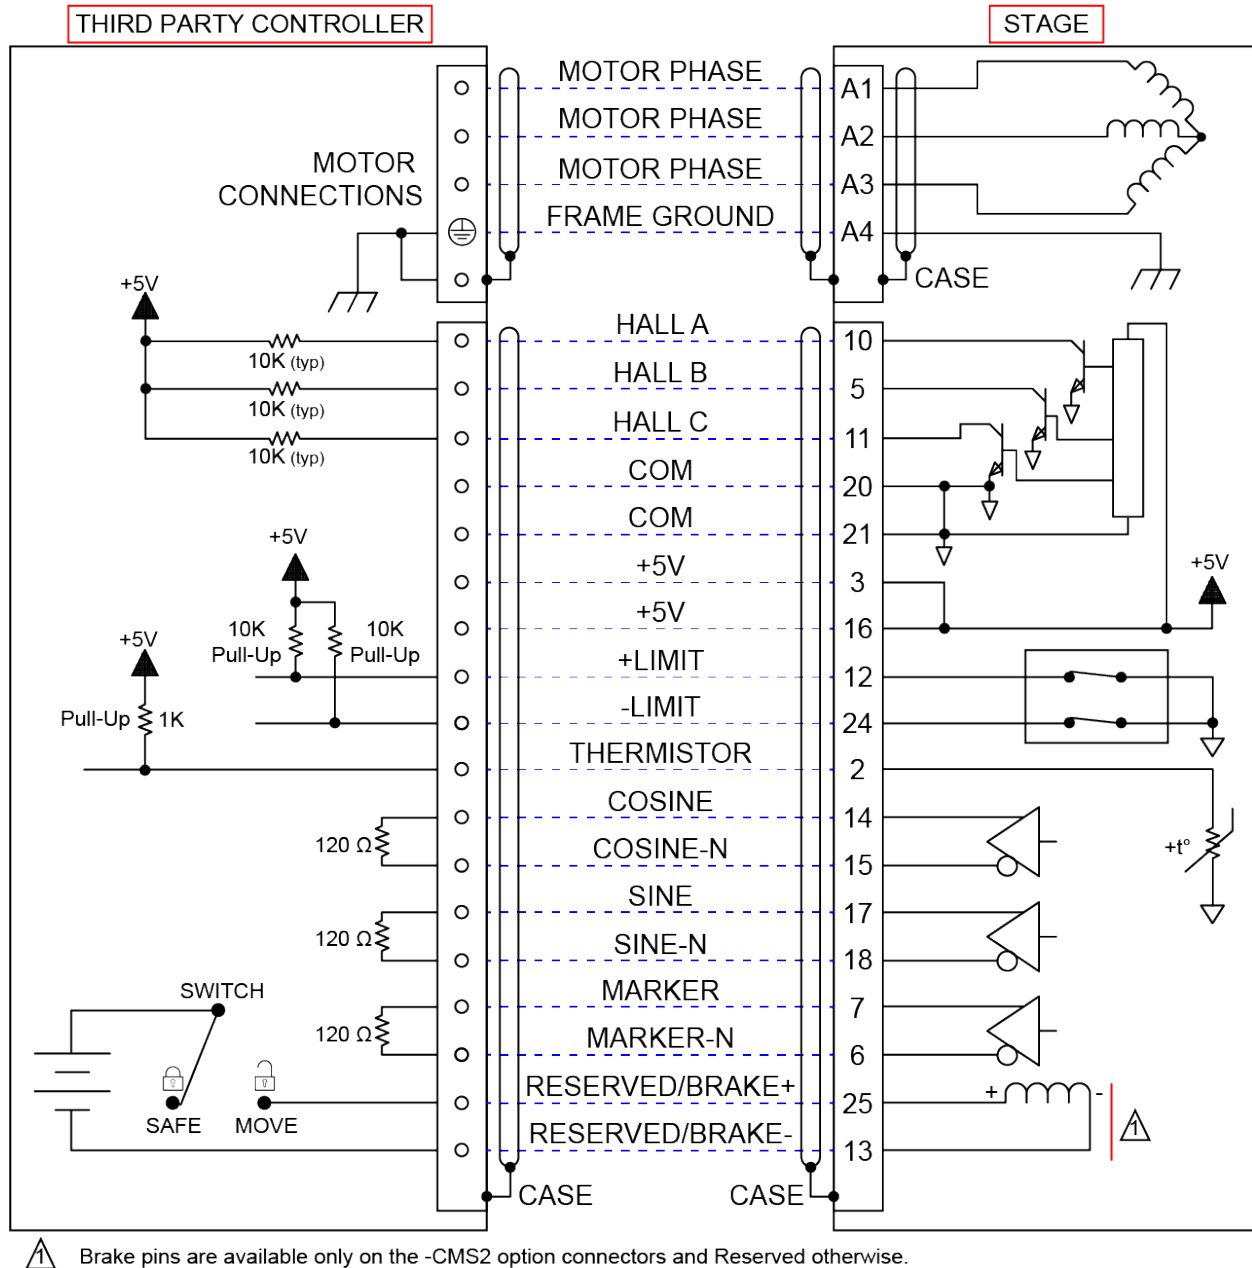 THIRD PARTY CONTROLLER
STAGE
MOTOR PHASE
A1
MOTOR PHASE
A2
MOTOR
CONNECTIONS
MOTOR PHASE
A3
FRAME GROUND
A4
CASE
+5V
HALL A
10
10K (typ)
HALL B
5
10K (typ)
HALL C
11
10K (typ)
COM
20
COM
21
+5V
+5V
3
+5V
+5V
16
10K
Pull-Up
10K
Pull-Up
+5V
+LIMIT
12
-LIMIT
24
Pull-Up
1K
THERMISTOR
2
COSINE
14
120 Ω
COSINE-N
15
+t°
SINE
17
120 Ω
SINE-N
18
SWITCH
MARKER
7
120 Ω
MARKER-N
6
RESERVED/BRAKE+
25
+
-
1
SAFE
MOVE
RESERVED/BRAKE-
13
CASE
CASE
1 Brake pins are available only on the -CMS2 option connectors and Reserved otherwise.